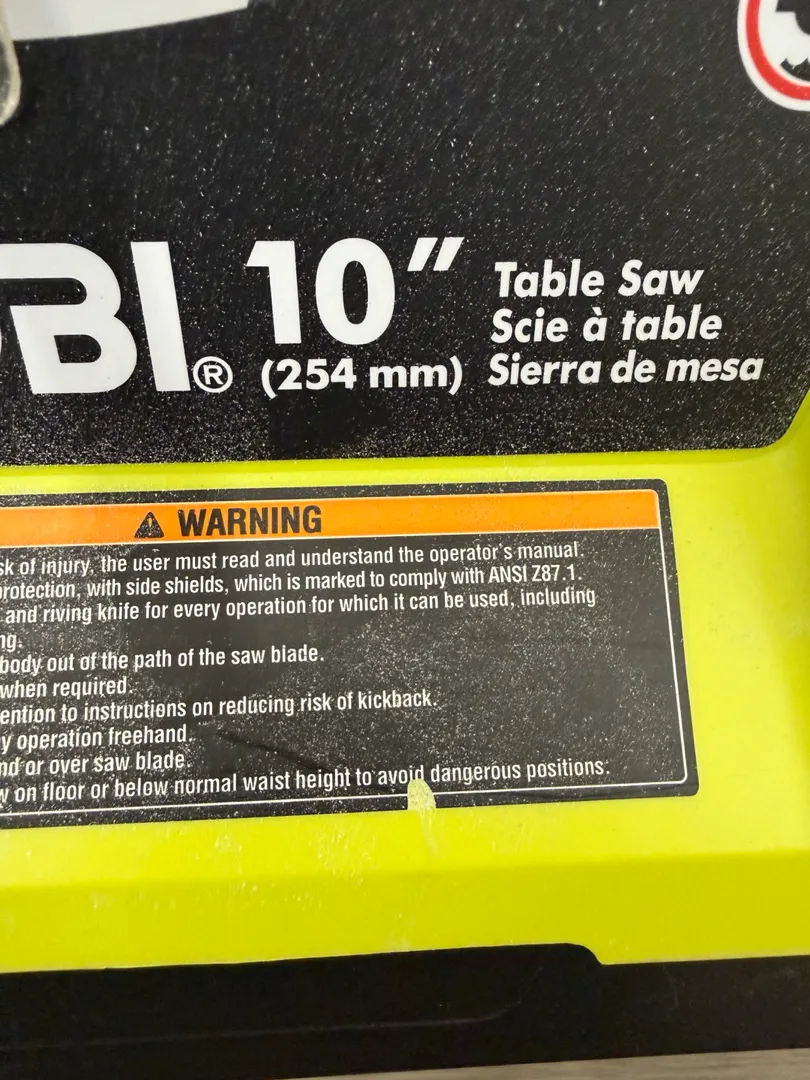 BI® 10" Table Saw
Scie à table
(254 mm) Sierra de mesa
WARNING
sk of injury, the user must read and understand the operator's manual.
protection, with side shields, which is marked to comply with ANSI Z87.1.
and riving knife for every operation for which it can be used, including
ng.
body out of the path of the saw blade.
when required.
ention to instructions on reducing risk of kickback.
y operation freehand.
nd or over saw blade.
w on floor or below normal waist height to avoid dangerous positions.